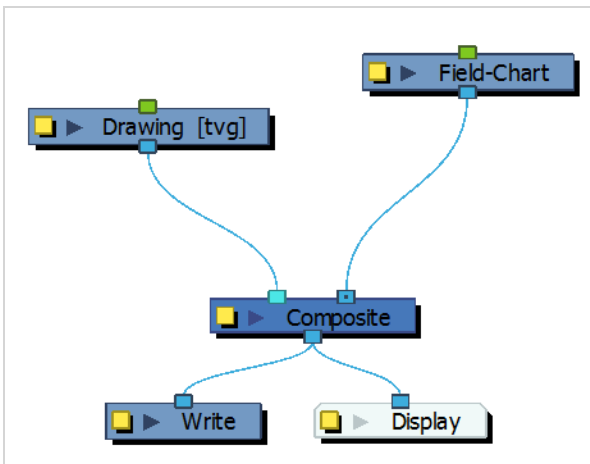 Field-Chart
Drawing [tvg]
Composite
Write
Display